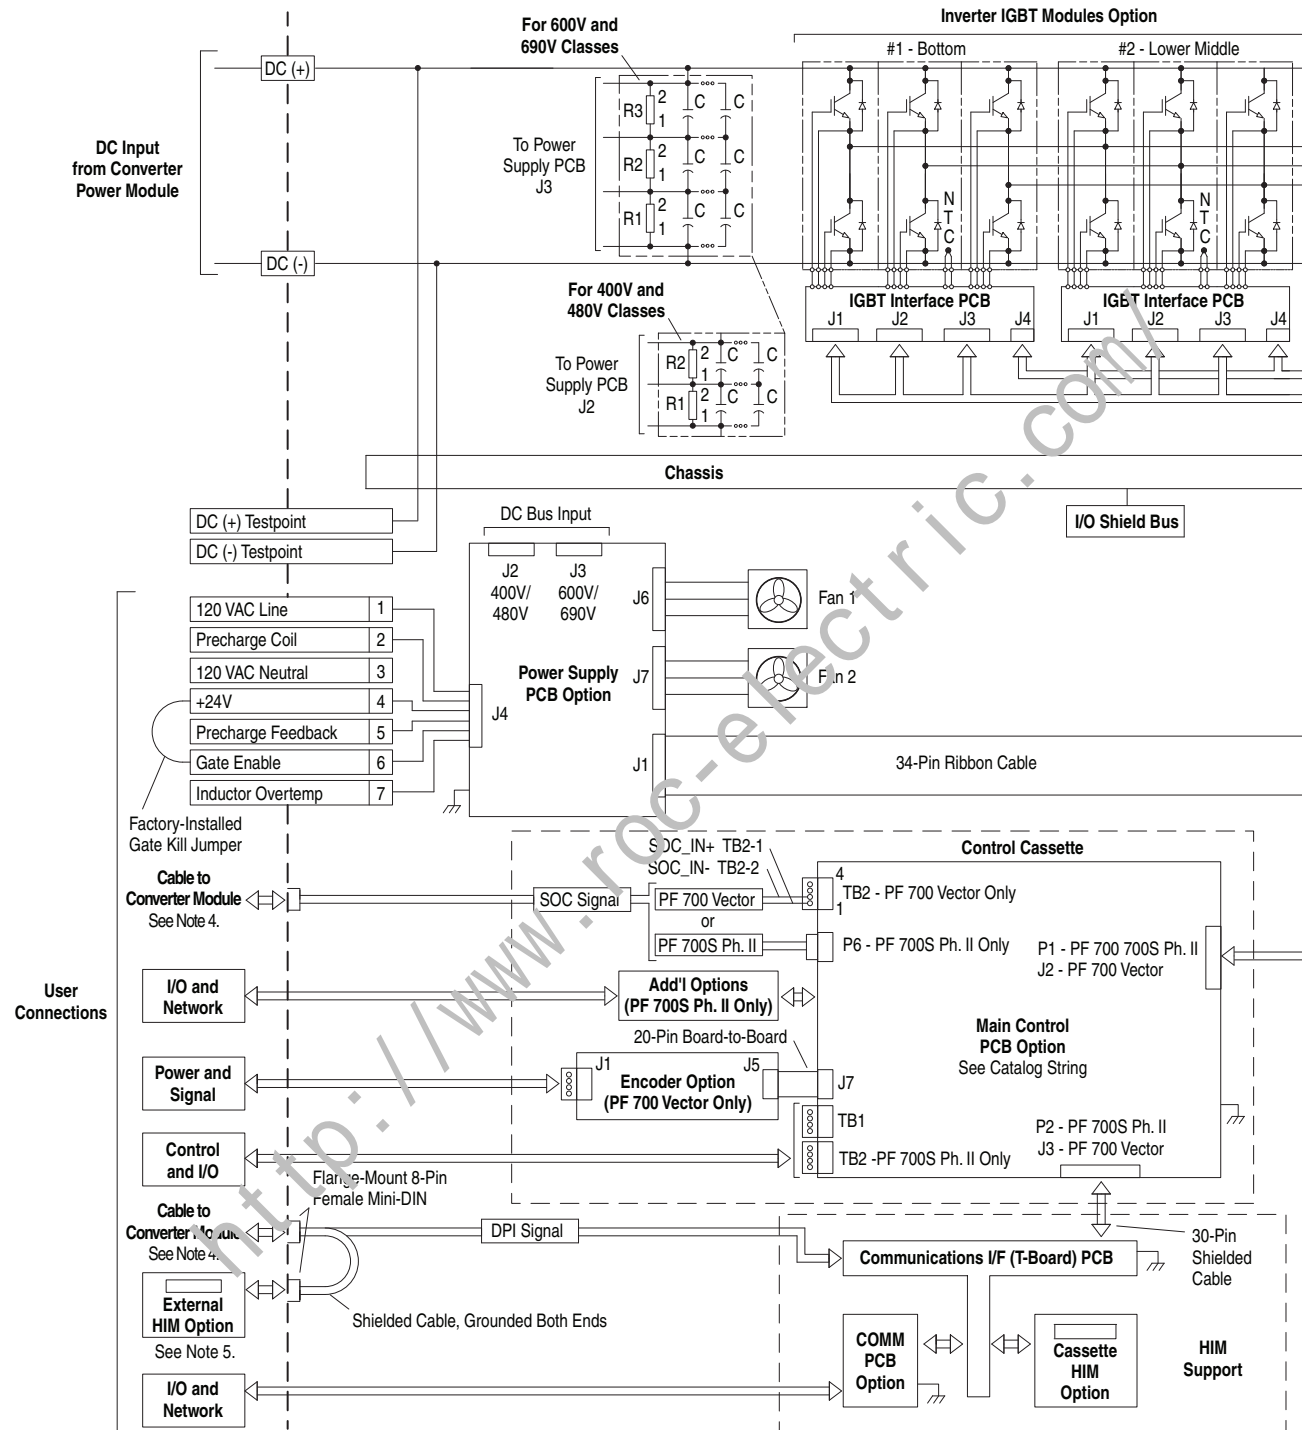 For 600V and
690V Classes
Inverter IGBT Modules Option
#1 - Bottom
#2 - Lower Middle
DC (+)
DC Input
from Converter
Power Module
DC (-)
To Power
Supply PCB
J3
R3
2
1
C
C
R2
2
1
C
C
R1
2
1
C
C
NTC
NTC
For 400V and
480V Classes
To Power
Supply PCB
J2
R2
2
1
C
C
R1
2
1
C
C
IGBT Interface PCB
J1
J2
J3
J4
IGBT Interface PCB
J1
J2
J3
J4
Chassis
I/O Shield Bus
DC (+) Testpoint
DC (-) Testpoint
DC Bus Input
J2
400V/
480V
J3
600V/
690V
J6
Fan 1
J7
Fan 2
Power Supply
PCB Option
J4
J1
34-Pin Ribbon Cable
120 VAC Line 1
Precharge Coil 2
120 VAC Neutral 3
+24V 4
Precharge Feedback 5
Gate Enable 6
Inductor Overtemp 7
Factory-Installed
Gate Kill Jumper
User
Connections
Cable to
Converter Module
See Note 4.
SOC Signal
SOC_IN+ TB2-1
SOC_IN- TB2-2
PF 700 Vector
or
PF 700S Ph. II
Control Cassette
4
1
TB2 - PF 700 Vector Only
P6 - PF 700S Ph. II Only
P1 - PF 700 700S Ph. II
J2 - PF 700 Vector
I/O and
Network
Add'l Options
(PF 700S Ph. II Only)
20-Pin Board-to-Board
Main Control
PCB Option
See Catalog String
Power and
Signal
J1
J5
Encoder Option
(PF 700 Vector Only)
J7
TB1
TB2 -PF 700S Ph. II Only
P2 - PF 700S Ph. II
J3 - PF 700 Vector
Control
and I/O
Flange-Mount 8-Pin
Female Mini-DIN
Cable to
Converter Module
See Note 4.
DPI Signal
30-Pin
Shielded
Cable
Communications I/F (T-Board) PCB
External
HIM Option
See Note 5.
Shielded Cable, Grounded Both Ends
COMM
PCB
Option
Cassette
HIM
Option
HIM
Support
I/O and
Network
http://www.roc-electric.com/